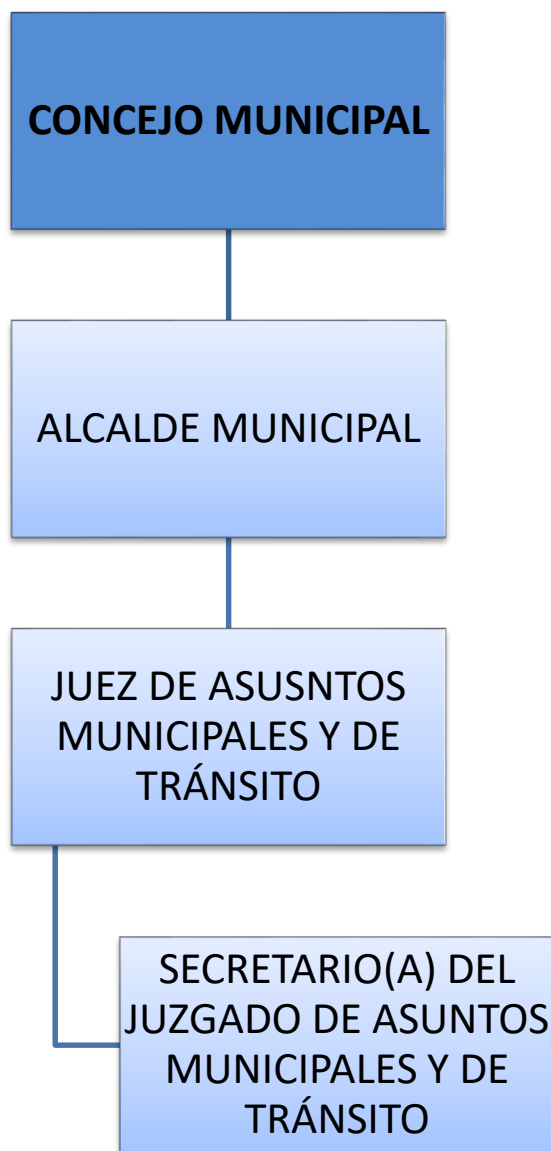 CONCEJO MUNICIPAL
ALCALDE MUNICIPAL
JUEZ DE ASUSNTOS
MUNICIPALES Y DE
TRÁNSITO
SECRETARIO(A) DEL
JUZGADO DE ASUNTOS
MUNICIPALES Y DE
TRÁNSITO